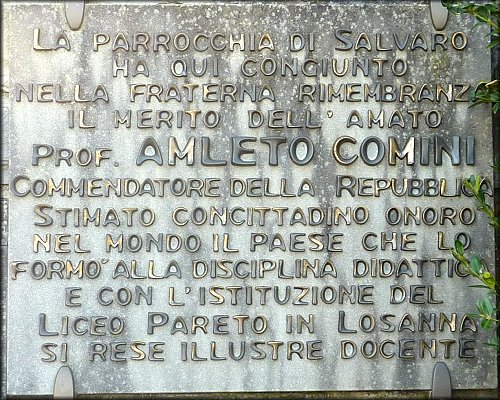 LA PARROCCHIA DI SALVARO
HA QUI CONGIUNTO
NELLA FRATERNA RIMEMBRANZA
IL MERITO DELL' AMATO
PROF. AMLETO COMINI
COMMENDATORE DELLA REPUBBLICA
STIMATO CONCITTADINO ONORO
NEL MONDO IL PAESE CHE LO
FORMO' ALLA DISCIPLINA DIDATTICA
E CON L'ISTITUZIONE DEL
LICEO PARETO IN LOSANNA
SI RESE ILLUSTRE DOCENTE